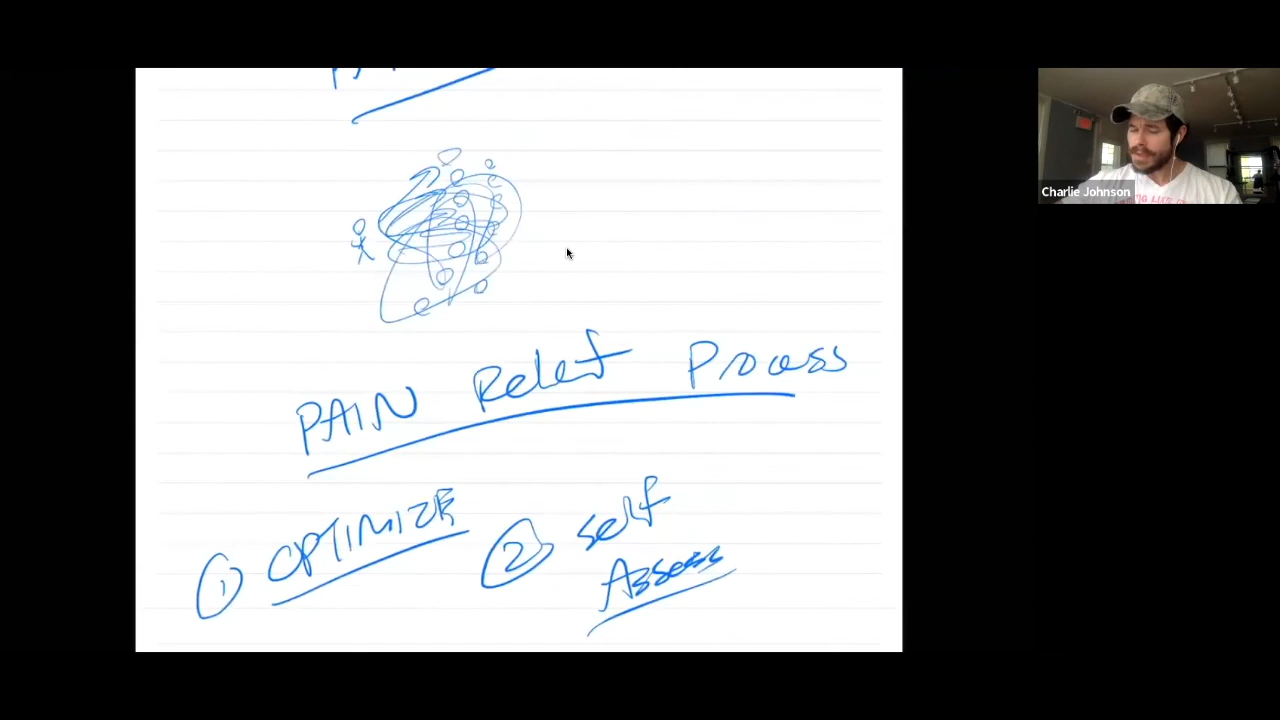 Charlie Johnson
PAIN Relief Process
① OPTIMIZE ② self
Assess